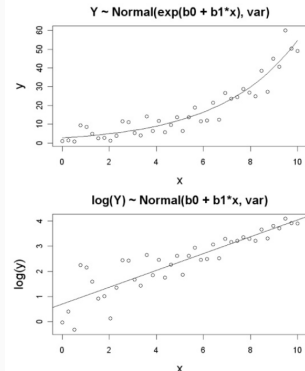 Y ~ Normal(exp(b0 + b1*x), var)
60
50
40
30
20
10
0
y
0 2 4 6 8 10
x
log(Y) ~ Normal(b0 + b1*x, var)
4
3
2
1
0
log(y)
0 2 4 6 8 10
x